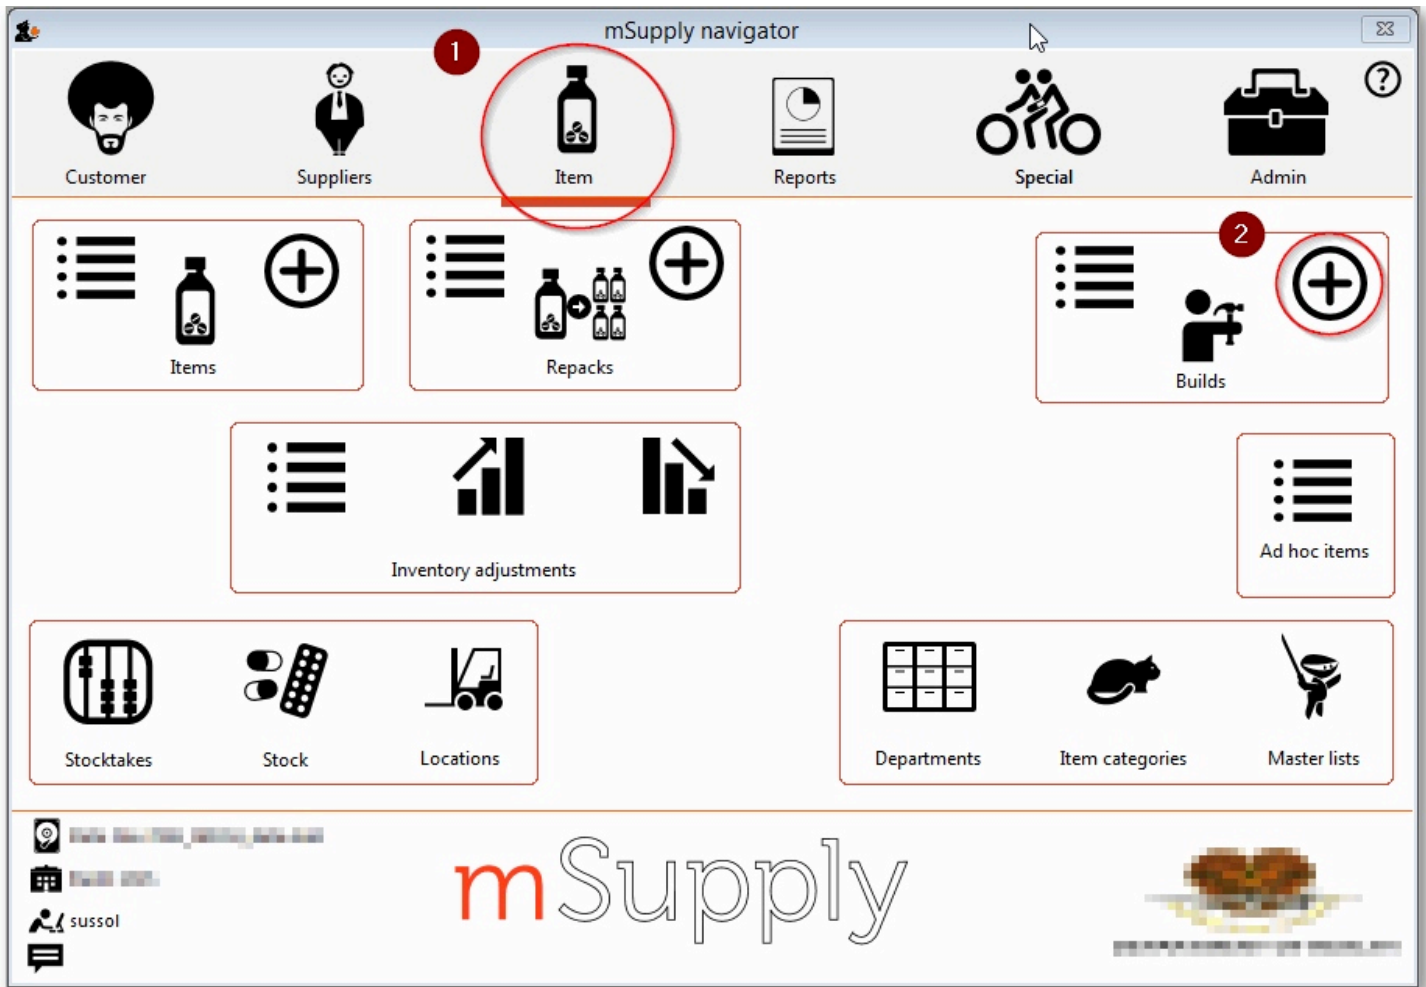 mSupply navigator
1
Customer
Suppliers
Item
Reports
Special
Admin
?
2
Items
Repacks
Builds
Inventory adjustments
Ad hoc items
Stocktakes
Stock
Locations
Departments
Item categories
Master lists
sussol
mSupply